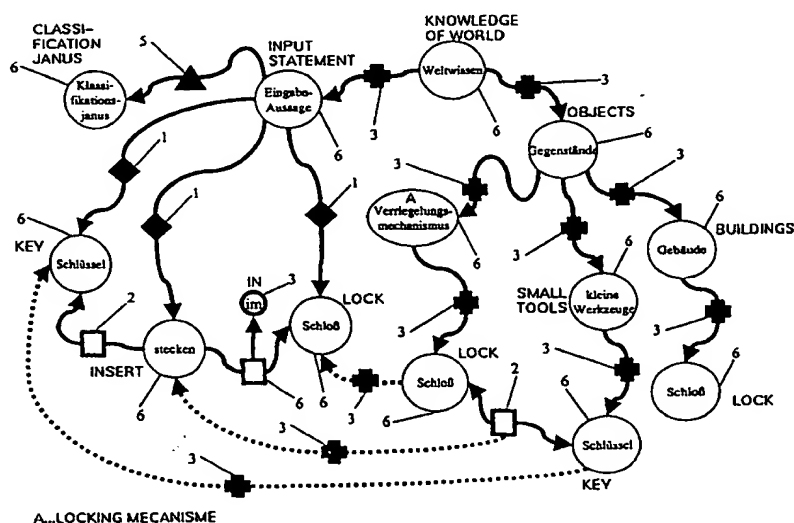 CLASSI-
FICATION
JANUS
5
INPUT
STATEMENT
KNOWLEDGE
OF WORLD
6
Klassi-
fikations-
janus
Eingabe-
Aussage
Weltwissen
3
3
6
6
OBJECTS
6
Gegenstände
1
3
3
1
1
A
Verriegelungs-
mechanismus
6
6
KEY
Schlüssel
6
BUILDINGS
Gebäude
3
6
IN
3
im
LOCK
Schloß
SMALL
TOOLS
kleine
Werkzeuge
2
3
3
stecken
INSERT
6
6
6
3
LOCK
Schloß
6
2
3
6
6
Schloß
LOCK
3
Schlüssel
KEY
3
A...LOCKING MECANISME